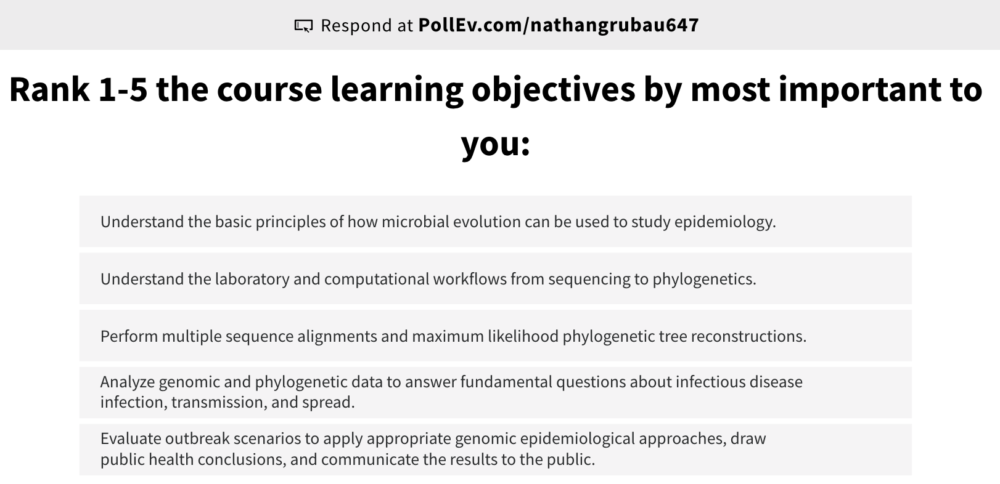 Respond at PollEv.com/nathangrubau647
Rank 1-5 the course learning objectives by most important to
you:
Understand the basic principles of how microbial evolution can be used to study epidemiology.
Understand the laboratory and computational workflows from sequencing to phylogenetics.
Perform multiple sequence alignments and maximum likelihood phylogenetic tree reconstructions.
Analyze genomic and phylogenetic data to answer fundamental questions about infectious disease
infection, transmission, and spread.
Evaluate outbreak scenarios to apply appropriate genomic epidemiological approaches, draw
public health conclusions, and communicate the results to the public.